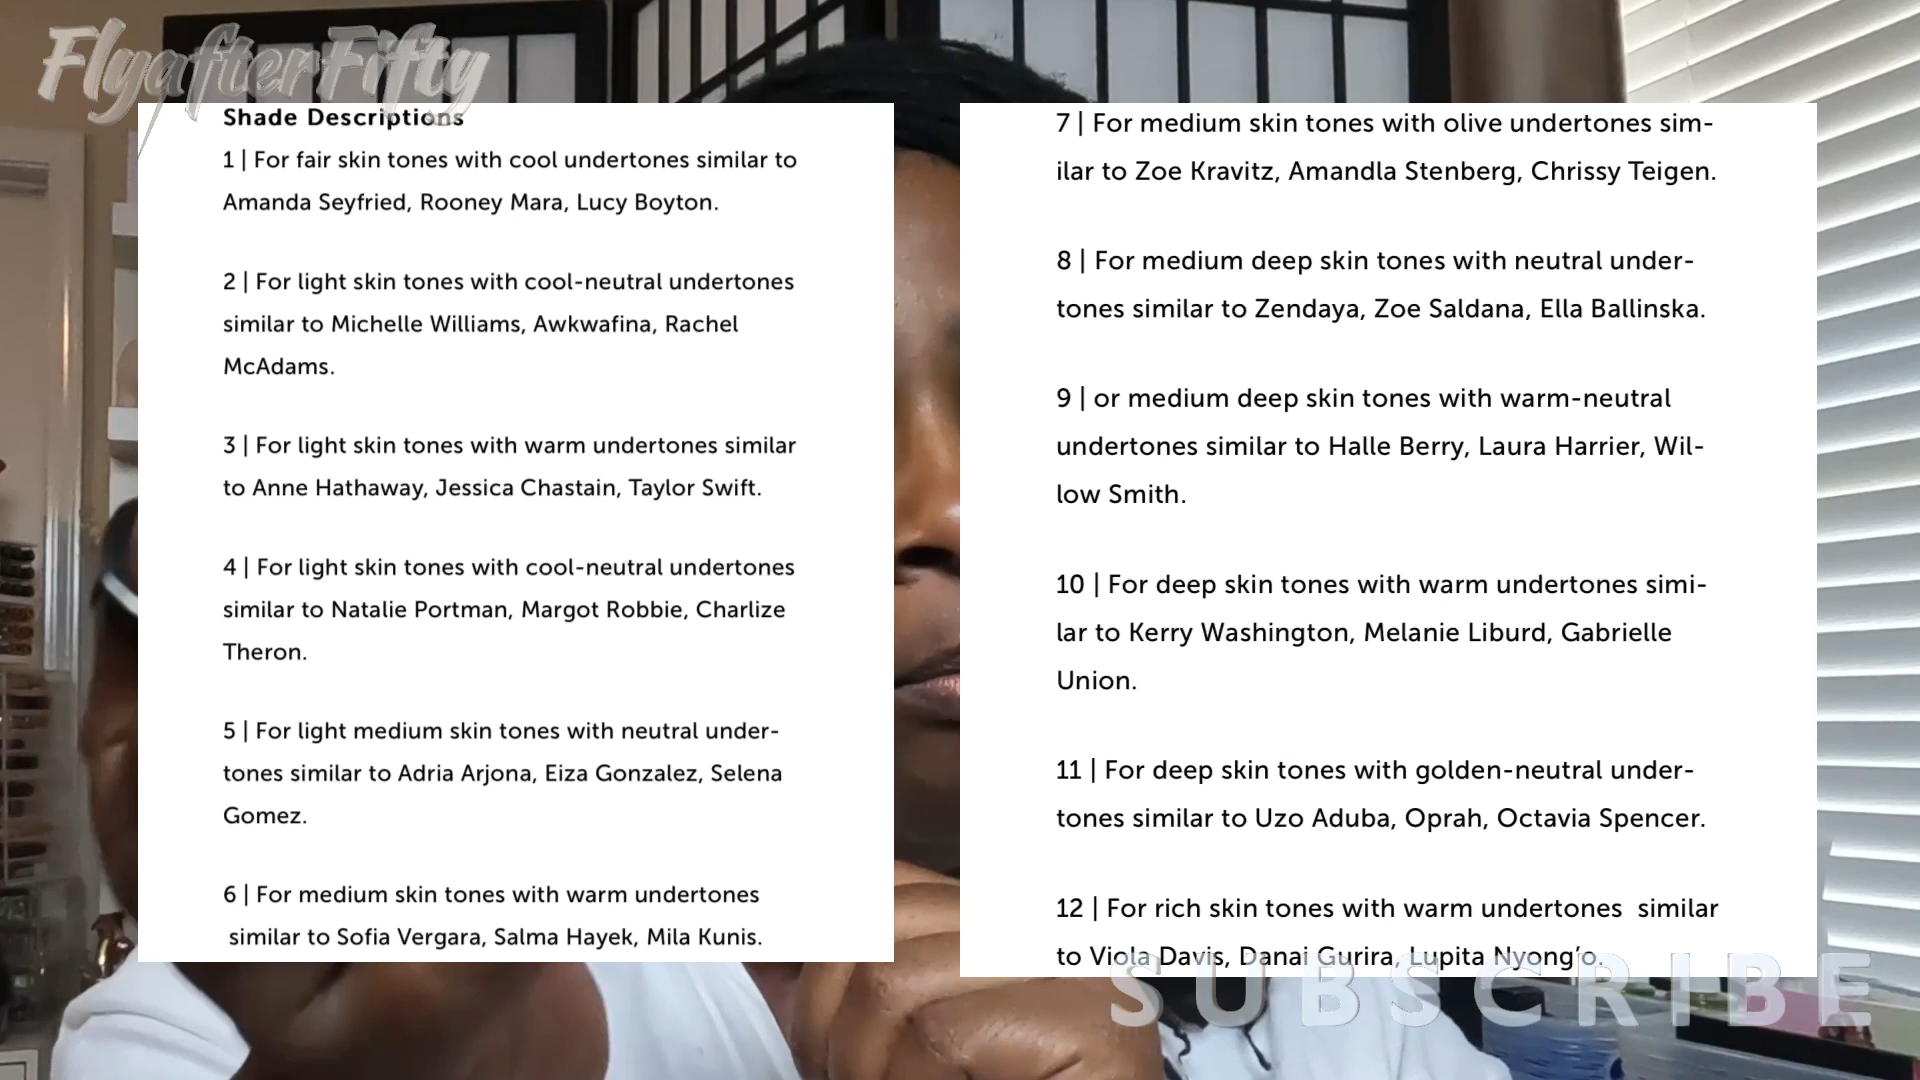 FlyafterFifty
Shade Descriptions
1 | For fair skin tones with cool undertones similar to
Amanda Seyfried, Rooney Mara, Lucy Boyton.
2 | For light skin tones with cool-neutral undertones
similar to Michelle Williams, Awkwafina, Rachel
McAdams.
3 | For light skin tones with warm undertones similar
to Anne Hathaway, Jessica Chastain, Taylor Swift.
4 | For light skin tones with cool-neutral undertones
similar to Natalie Portman, Margot Robbie, Charlize
Theron.
5 | For light medium skin tones with neutral under-
tones similar to Adria Arjona, Eiza Gonzalez, Selena
Gomez.
6 | For medium skin tones with warm undertones
similar to Sofia Vergara, Salma Hayek, Mila Kunis.
7 | For medium skin tones with olive undertones sim-
ilar to Zoe Kravitz, Amandla Stenberg, Chrissy Teigen.
8 | For medium deep skin tones with neutral under-
tones similar to Zendaya, Zoe Saldana, Ella Ballinska.
9 | or medium deep skin tones with warm-neutral
undertones similar to Halle Berry, Laura Harrier, Wil-
low Smith.
10 | For deep skin tones with warm undertones simi-
lar to Kerry Washington, Melanie Liburd, Gabrielle
Union.
11 | For deep skin tones with golden-neutral under-
tones similar to Uzo Aduba, Oprah, Octavia Spencer.
12 | For rich skin tones with warm undertones similar
to Viola Davis, Danai Gurira, Lupita Nyong'o.
SUBSCRIBE